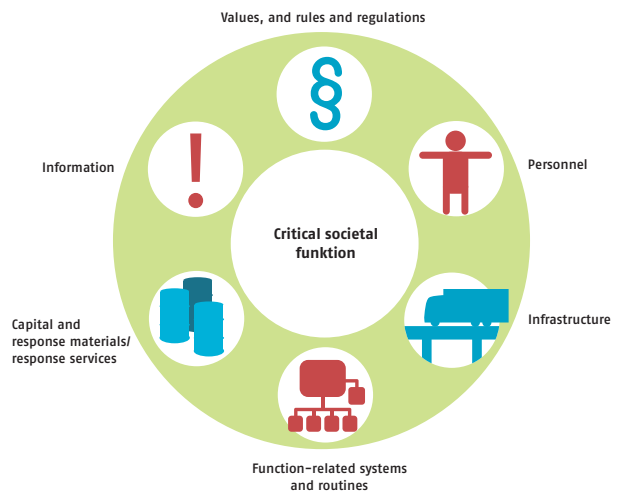 Values, and rules and regulations
§
!
Information
Personnel
Critical societal
funktion
Capital and
response materials/
response services
Infrastructure
Function-related systems
and routines